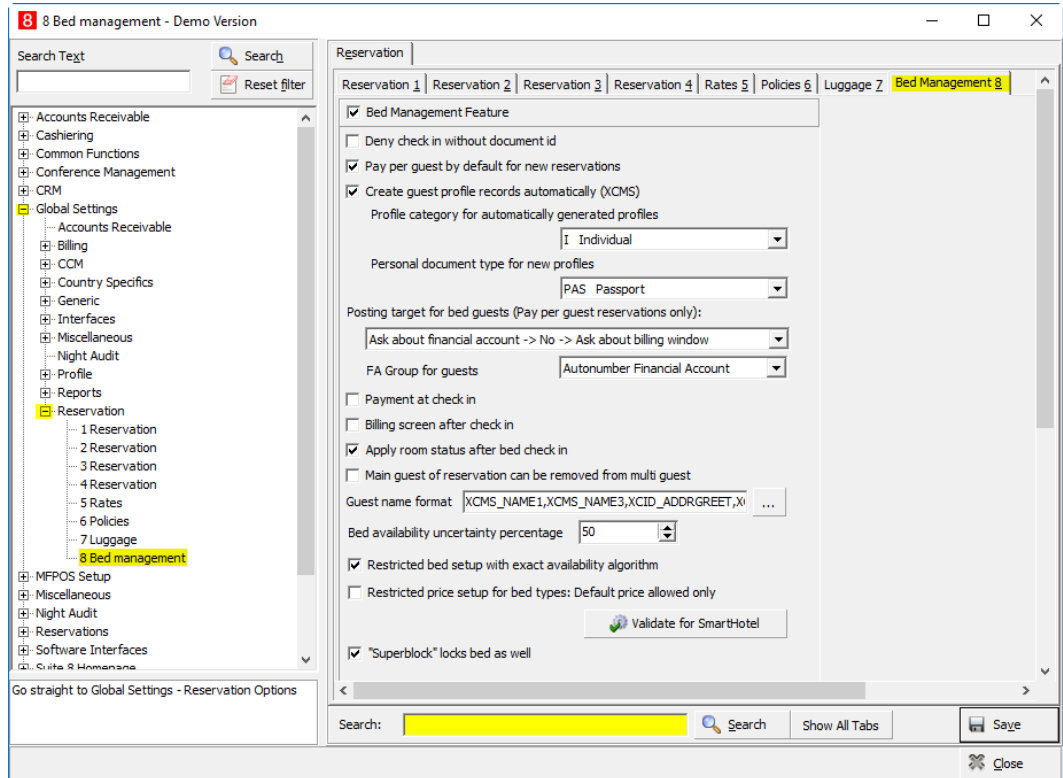 8 8 Bed management - Demo Version
Search Text
Search
Reset filter
Accounts Receivable
Cashiering
Common Functions
Conference Management
CRM
Global Settings
Accounts Receivable
Billing
CCM
Country Specifics
Generic
Interfaces
Miscellaneous
Night Audit
Profile
Reports
Reservation
1 Reservation
2 Reservation
3 Reservation
4 Reservation
5 Rates
6 Policies
7 Luggage
8 Bed management
MFPOS Setup
Miscellaneous
Night Audit
Reservations
Software Interfaces
Suite 8 Homepage
Go straight to Global Settings - Reservation Options
Reservation
Reservation 1 Reservation 2 Reservation 3 Reservation 4 Rates 5 Policies 6 Luggage 7 Bed Management 8
Bed Management Feature
Deny check in without document id
Pay per guest by default for new reservations
Create guest profile records automatically (XCMS)
Profile category for automatically generated profiles
I Individual
Personal document type for new profiles
PAS Passport
Posting target for bed guests (Pay per guest reservations only):
Ask about financial account -> No -> Ask about billing window
FA Group for guests Autonumber Financial Account
Payment at check in
Billing screen after check in
Apply room status after bed check in
Main guest of reservation can be removed from multi guest
Guest name format XCMS_NAME1,XCMS_NAME3,XCID_ADDRGREET, ...
Bed availability uncertainty percentage 50
Restricted bed setup with exact availability algorithm
Restricted price setup for bed types: Default price allowed only
Validate for SmartHotel
"Superblock" locks bed as well
Search: Search Show All Tabs Save
Close